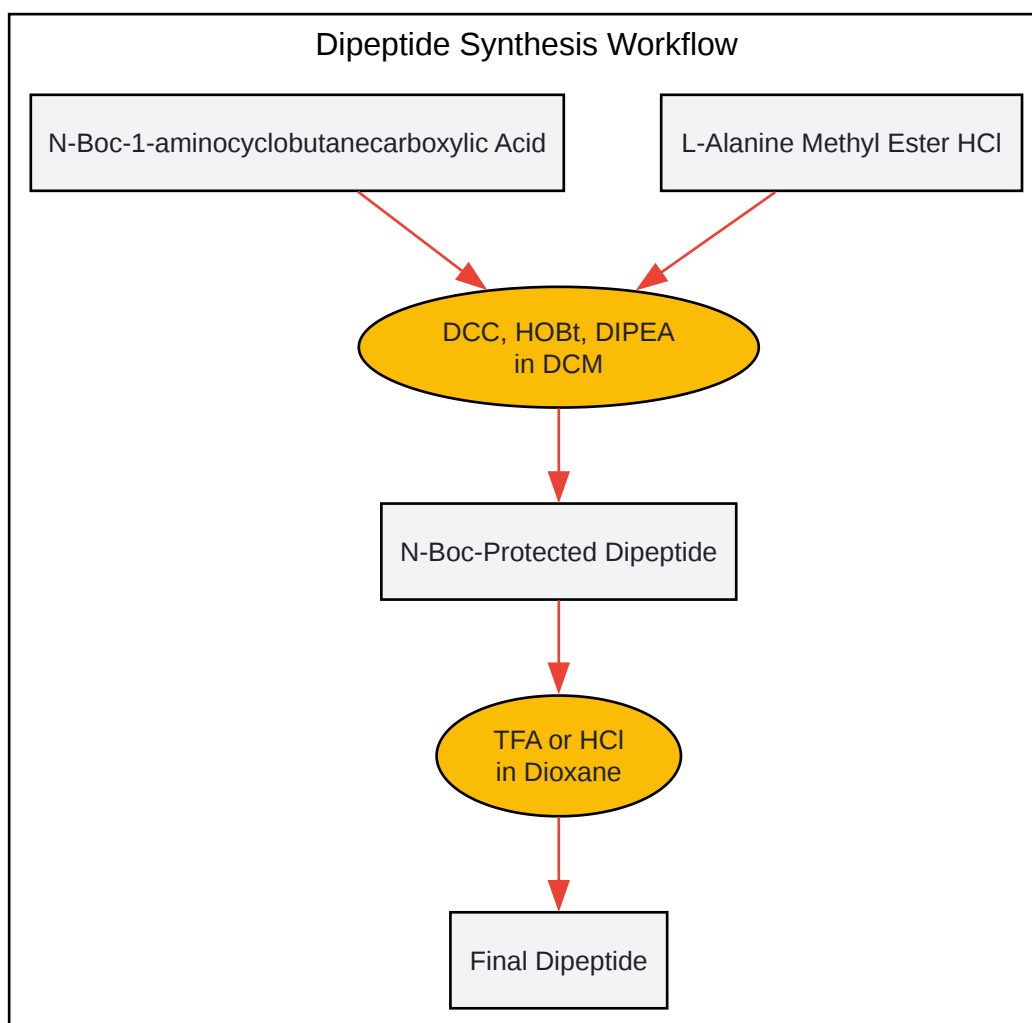 Dipeptide Synthesis Workflow
N-Boc-1-aminocyclobutanecarboxylic Acid
L-Alanine Methyl Ester HCl
DCC, HOBt, DIPEA
in DCM
N-Boc-Protected Dipeptide
TFA or HCl
in Dioxane
Final Dipeptide